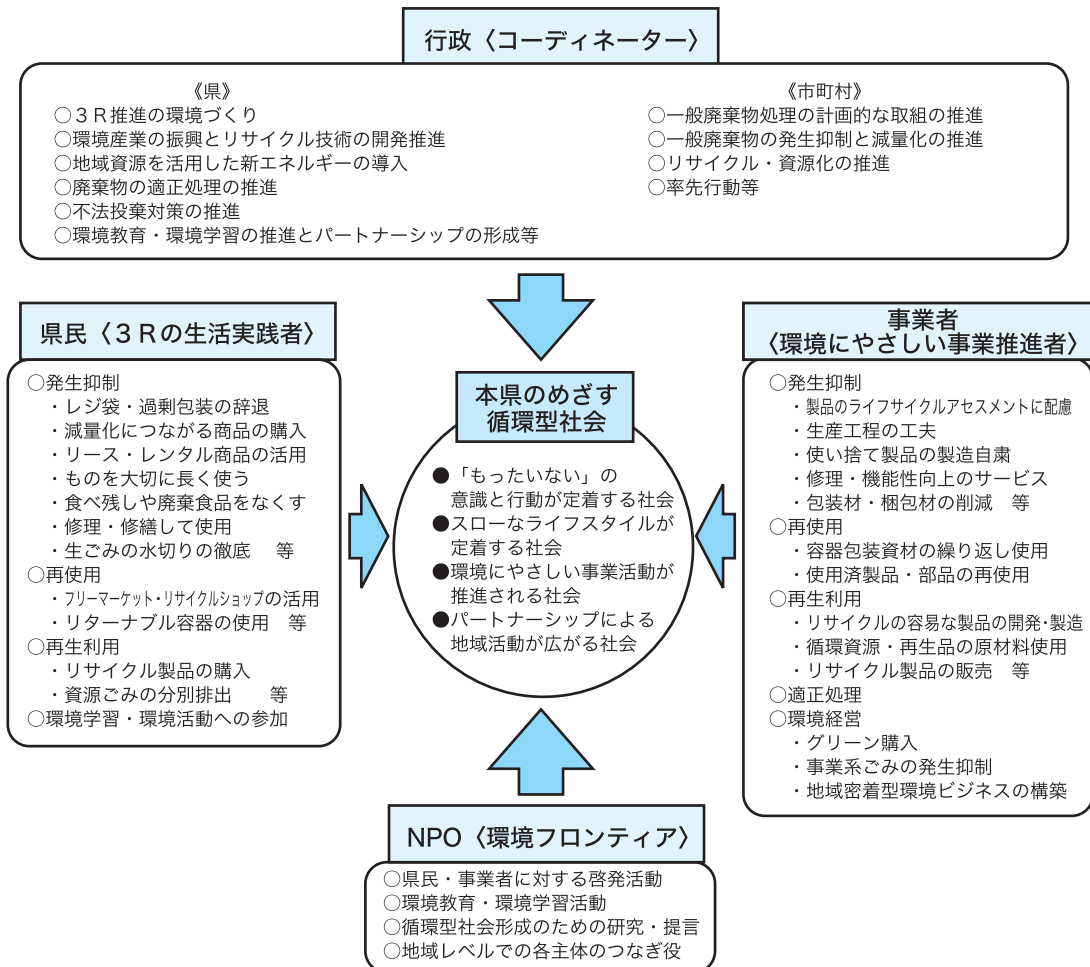 行政〈コーディネーター〉
《県》
○３Ｒ推進の環境づくり
○環境産業の振興とリサイクル技術の開発推進
○地域資源を活用した新エネルギーの導入
○廃棄物の適正処理の推進
○不法投棄対策の推進
○環境教育・環境学習の推進とパートナーシップの形成等
《市町村》
○一般廃棄物処理の計画的な取組の推進
○一般廃棄物の発生抑制と減量化の推進
○リサイクル・資源化の推進
○率先行動等
県民〈３Ｒの生活実践者〉
○発生抑制
・レジ袋・過剰包装の辞退
・減量化につながる商品の購入
・リース・レンタル商品の活用
・ものを大切に長く使う
・食べ残しや廃棄食品をなくす
・修理・修繕して使用
・生ごみの水切りの徹底　等
○再使用
・フリーマーケット・リサイクルショップの活用
・リターナブル容器の使用　等
○再生利用
・リサイクル製品の購入
・資源ごみの分別排出　　等
○環境学習・環境活動への参加
本県のめざす
循環型社会
●「もったいない」の
意識と行動が定着する社会
●スローなライフスタイルが
定着する社会
●環境にやさしい事業活動が
推進される社会
●パートナーシップによる
地域活動が広がる社会
事業者
〈環境にやさしい事業推進者〉
○発生抑制
・製品のライフサイクルアセスメントに配慮
・生産工程の工夫
・使い捨て製品の製造自粛
・修理・機能性向上のサービス
・包装材・梱包材の削減　等
○再使用
・容器包装資材の繰り返し使用
・使用済製品・部品の再使用
○再生利用
・リサイクルの容易な製品の開発・製造
・循環資源・再生品の原材料使用
・リサイクル製品の販売　等
○適正処理
○環境経営
・グリーン購入
・事業系ごみの発生抑制
・地域密着型環境ビジネスの構築
NPO〈環境フロンティア〉
○県民・事業者に対する啓発活動
○環境教育・環境学習活動
○循環型社会形成のための研究・提言
○地域レベルでの各主体のつなぎ役